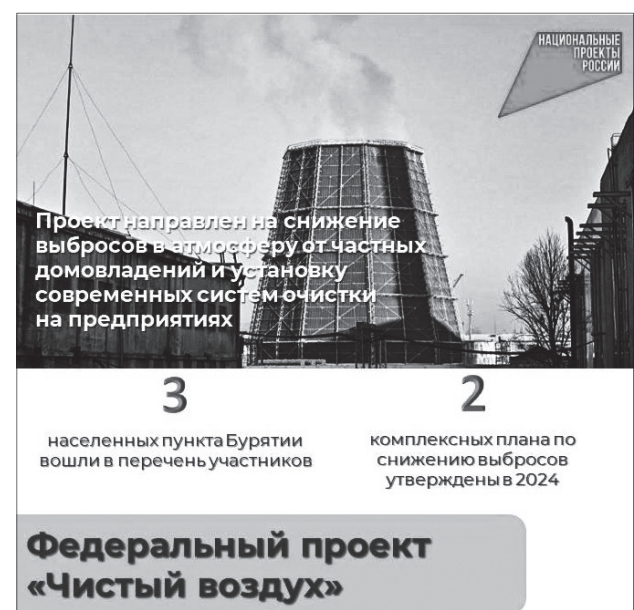 НАЦИОНАЛЬНЫЕ
ПРОЕКТЫ
РОССИИ
Проект направлен на снижение
выбросов в атмосферу от частных
домовладений и установку
современных систем очистки
на предприятиях
3
населенных пункта Бурятии
вошли в перечень участников
2
комплексных плана по
снижению выбросов
утверждены в 2024
Федеральный проект
«Чистый воздух»